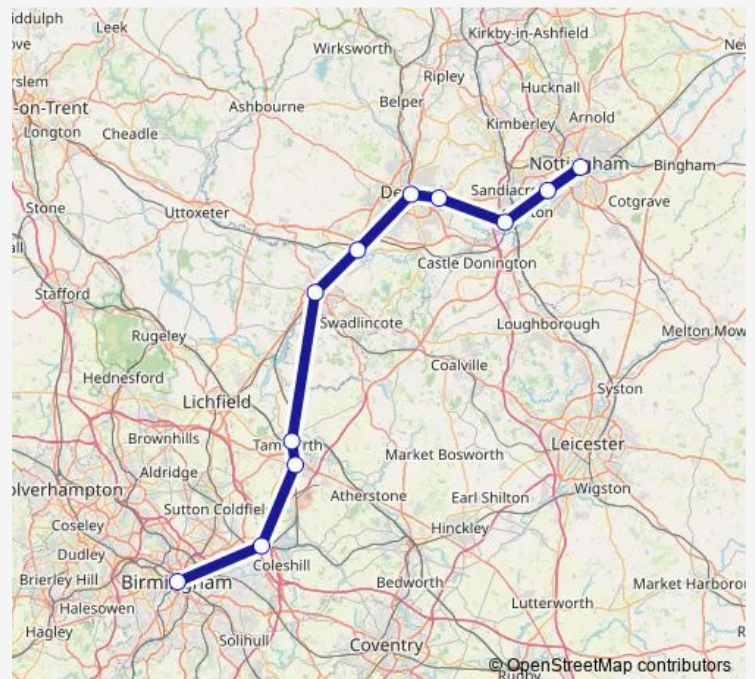 iddulph
Leek
Kirkby-in-Ashfield
Wirksworth
Ripley
Hucknall
Belper
Ashbourne
-on-Trent
Longton
Cheadle
Kimberley
Arnold
Bingham
Cotgrave
Uttoxeter
Stone
Castle Donington
Stafford
Swadlincote
Loughborough
Melton Mow
Rugeley
Coalville
Hednesford
Syston
Lichfield
Brownhills
Market Bosworth
Leicester
Aldridge
olverhampton
Atherstone
Earl Shilton
Wigston
Sutton Coldfiel
Coseley
Hinckley
Dudley
Coleshill
Brierley Hill
Bedworth
Market Harboro
Halesowen
Lutterworth
Hagley
Solihull
Coventry
© OpenStreetMap contributors